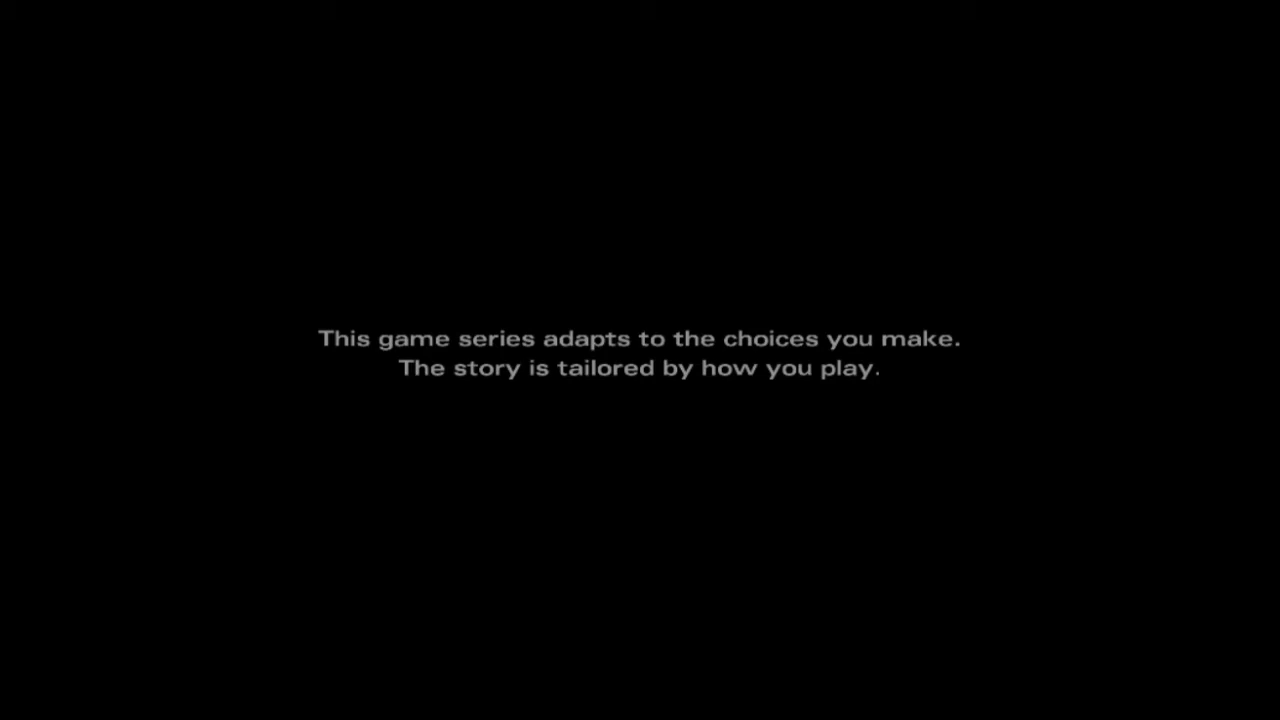 This game series adapts to the choices you make.
The story is tailored by how you play.